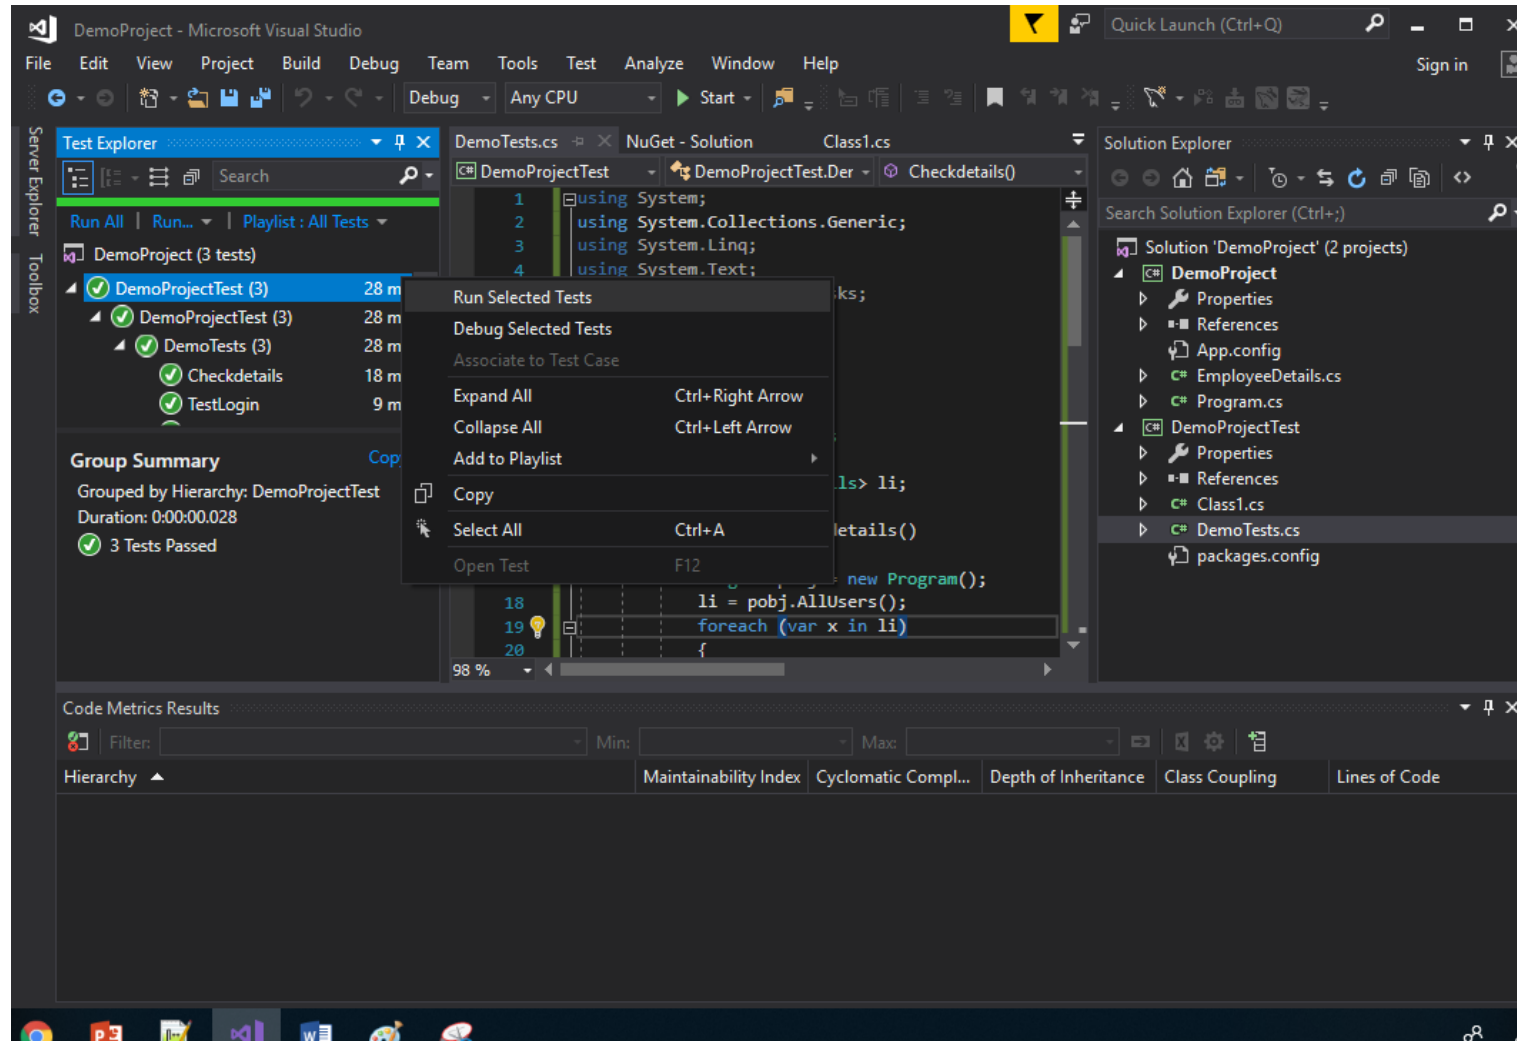 DemoProject - Microsoft Visual Studio
Quick Launch (Ctrl+Q)
File Edit View Project Build Debug Team Tools Test Analyze Window Help
Sign in
Debug Any CPU Start
Server Explorer
Toolbox
Test Explorer
Search
Run All | Run... | Playlist : All Tests
DemoProject (3 tests)
DemoProjectTest (3) 28 m
DemoProjectTest (3) 28 m
DemoTests (3) 28 m
Checkdetails 18 m
TestLogin 9 m
Group Summary Cop
Grouped by Hierarchy: DemoProjectTest
Duration: 0:00:00.028
3 Tests Passed
Run Selected Tests
Debug Selected Tests
Associate to Test Case
Expand All Ctrl+Right Arrow
Collapse All Ctrl+Left Arrow
Add to Playlist
Copy
Select All Ctrl+A
Open Test F12
DemoTests.cs NuGet - Solution Class1.cs
DemoProjectTest DemoProjectTest.Der Checkdetails()
1 using System;
2 using System.Collections.Generic;
3 using System.Linq;
4 using System.Text;
ks;
ls> li;
details()
= new Program();
18 li = pobj.AllUsers();
19 foreach (var x in li)
20 {
98 %
Solution Explorer
Search Solution Explorer (Ctrl+;)
Solution 'DemoProject' (2 projects)
DemoProject
Properties
References
App.config
EmployeeDetails.cs
Program.cs
DemoProjectTest
Properties
References
Class1.cs
DemoTests.cs
packages.config
Code Metrics Results
Filter: Min: Max:
Hierarchy Maintainability Index Cyclomatic Compl... Depth of Inheritance Class Coupling Lines of Code